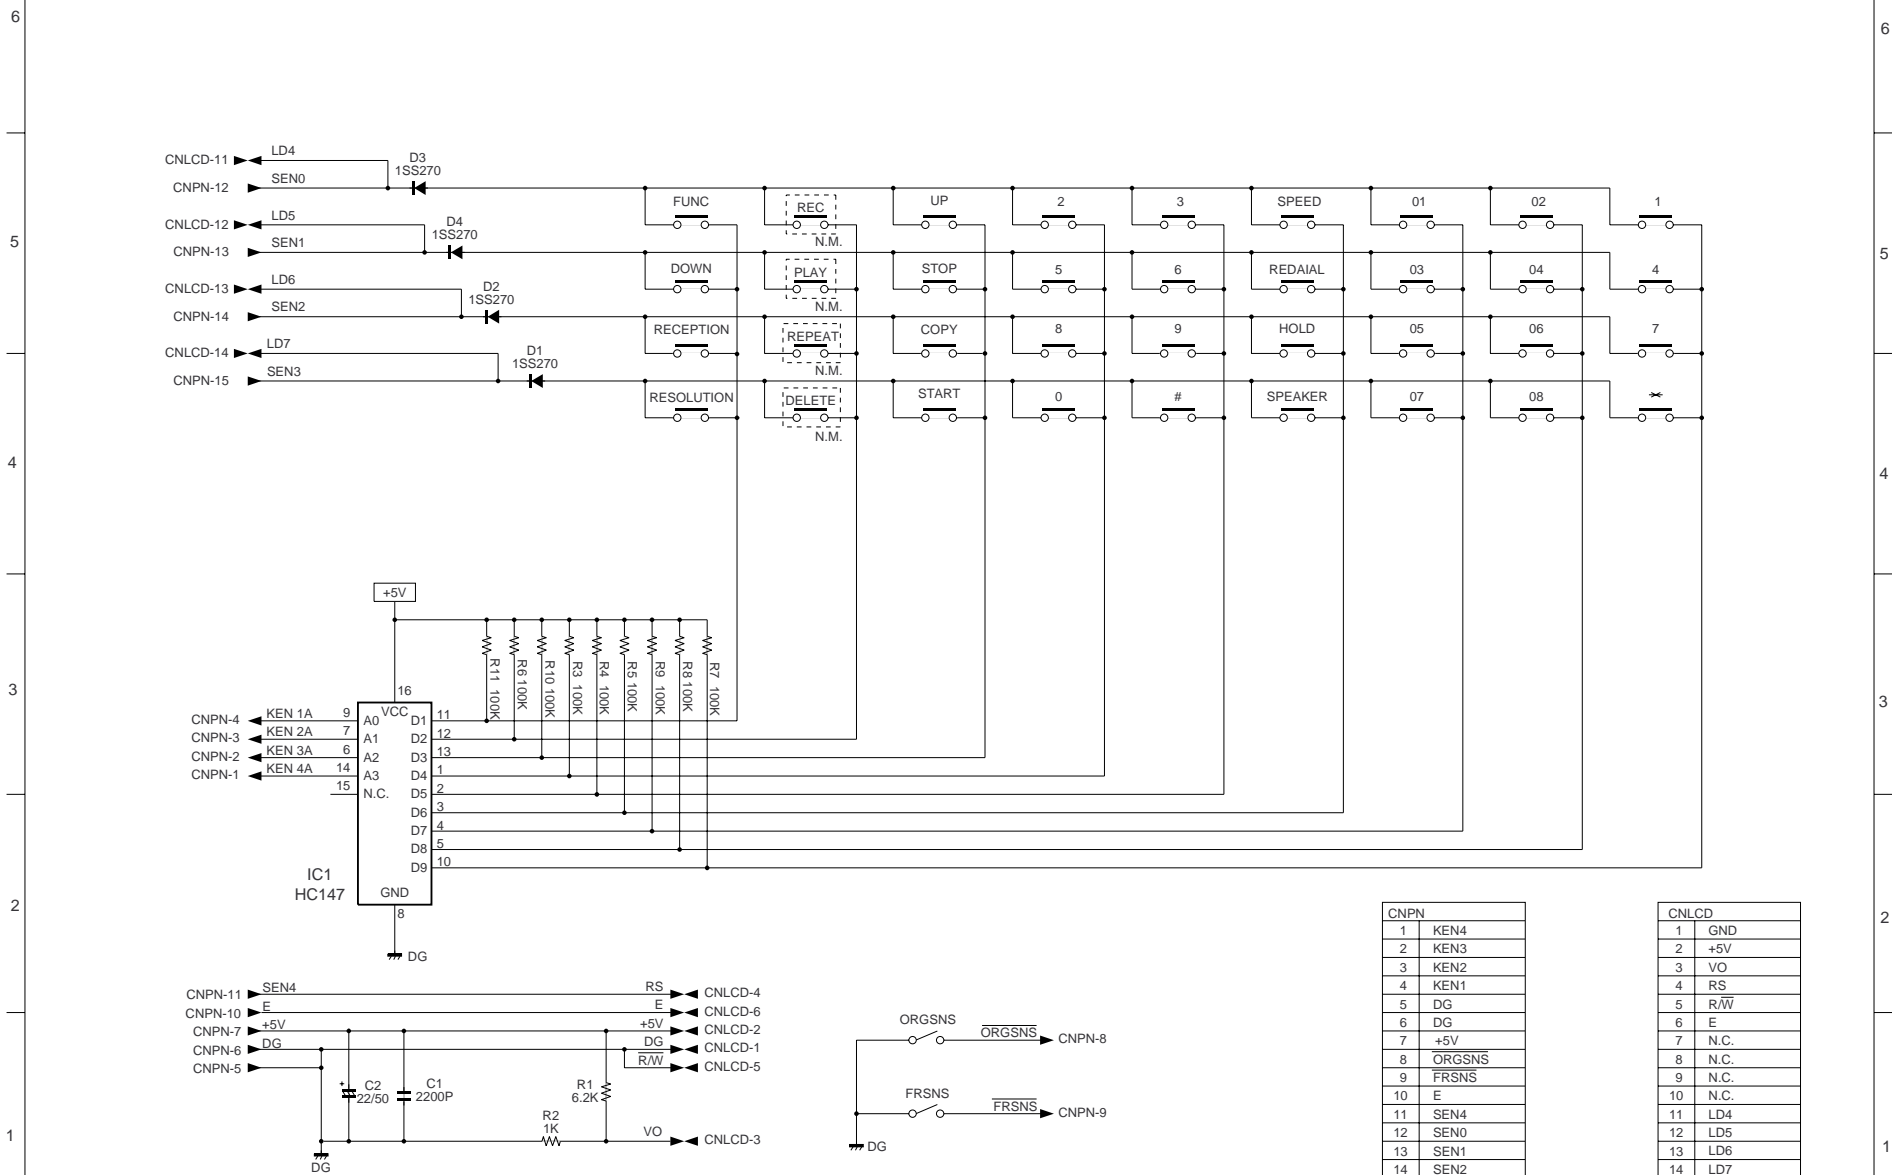 6
6
CNLCD-11 LD4
D3
1SS270
CNPN-12 SEN0
FUNC REC UP 2 3 SPEED 01 02 1
CNLCD-12 LD5
D4
1SS270
N.M.
5
5
CNPN-13 SEN1
DOWN PLAY STOP 5 6 REDAIAL 03 04 4
CNLCD-13 LD6
D2
1SS270
N.M.
CNPN-14 SEN2
RECEPTION REPEAT COPY 8 9 HOLD 05 06 7
CNLCD-14 LD7
D1
1SS270
N.M.
CNPN-15 SEN3
RESOLUTION DELETE START 0 # SPEAKER 07 08 *
N.M.
4
4
+5V
R11 100K
R6 100K
R10 100K
R3 100K
R4 100K
R5 100K
R9 100K
R8 100K
R7 100K
3
3
16
VCC
CNPN-4 KEN 1A 9 A0 D1 11
CNPN-3 KEN 2A 7 A1 D2 12
CNPN-2 KEN 3A 6 A2 D3 13
CNPN-1 KEN 4A 14 A3 D4 1
15 N.C. D5 2
D6 3
D7 4
D8 5
D9 10
IC1
HC147
GND
8
DG
2
2
CNPN-11 SEN4 RS CNLCD-4
CNPN-10 E E CNLCD-6
CNPN-7 +5V +5V CNLCD-2
CNPN-6 DG DG CNLCD-1
CNPN-5 R/W CNLCD-5
+
C2
22/50
C1
2200P
R1
6.2K
R2
1K
VO CNLCD-3
DG
ORGSNS
ORGSNS CNPN-8
FRSNS
FRSNS CNPN-9
DG
1
1
CNPN
1 KEN4
2 KEN3
3 KEN2
4 KEN1
5 DG
6 DG
7 +5V
8 ORGSNS
9 FRSNS
10 E
11 SEN4
12 SEN0
13 SEN1
14 SEN2
CNLCD
1 GND
2 +5V
3 VO
4 RS
5 R/W
6 E
7 N.C.
8 N.C.
9 N.C.
10 N.C.
11 LD4
12 LD5
13 LD6
14 LD7